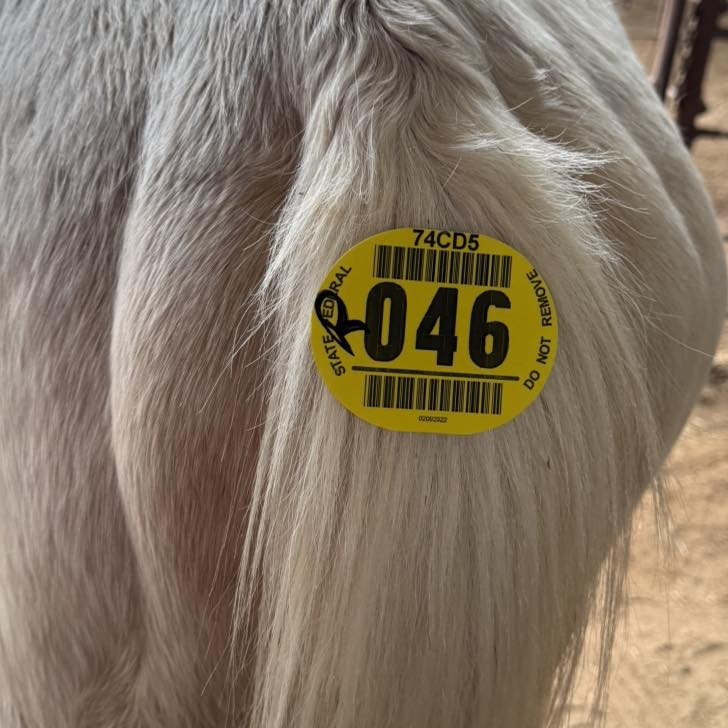 74CD5
STATE FEDERAL
R
046
DO NOT REMOVE
02092022